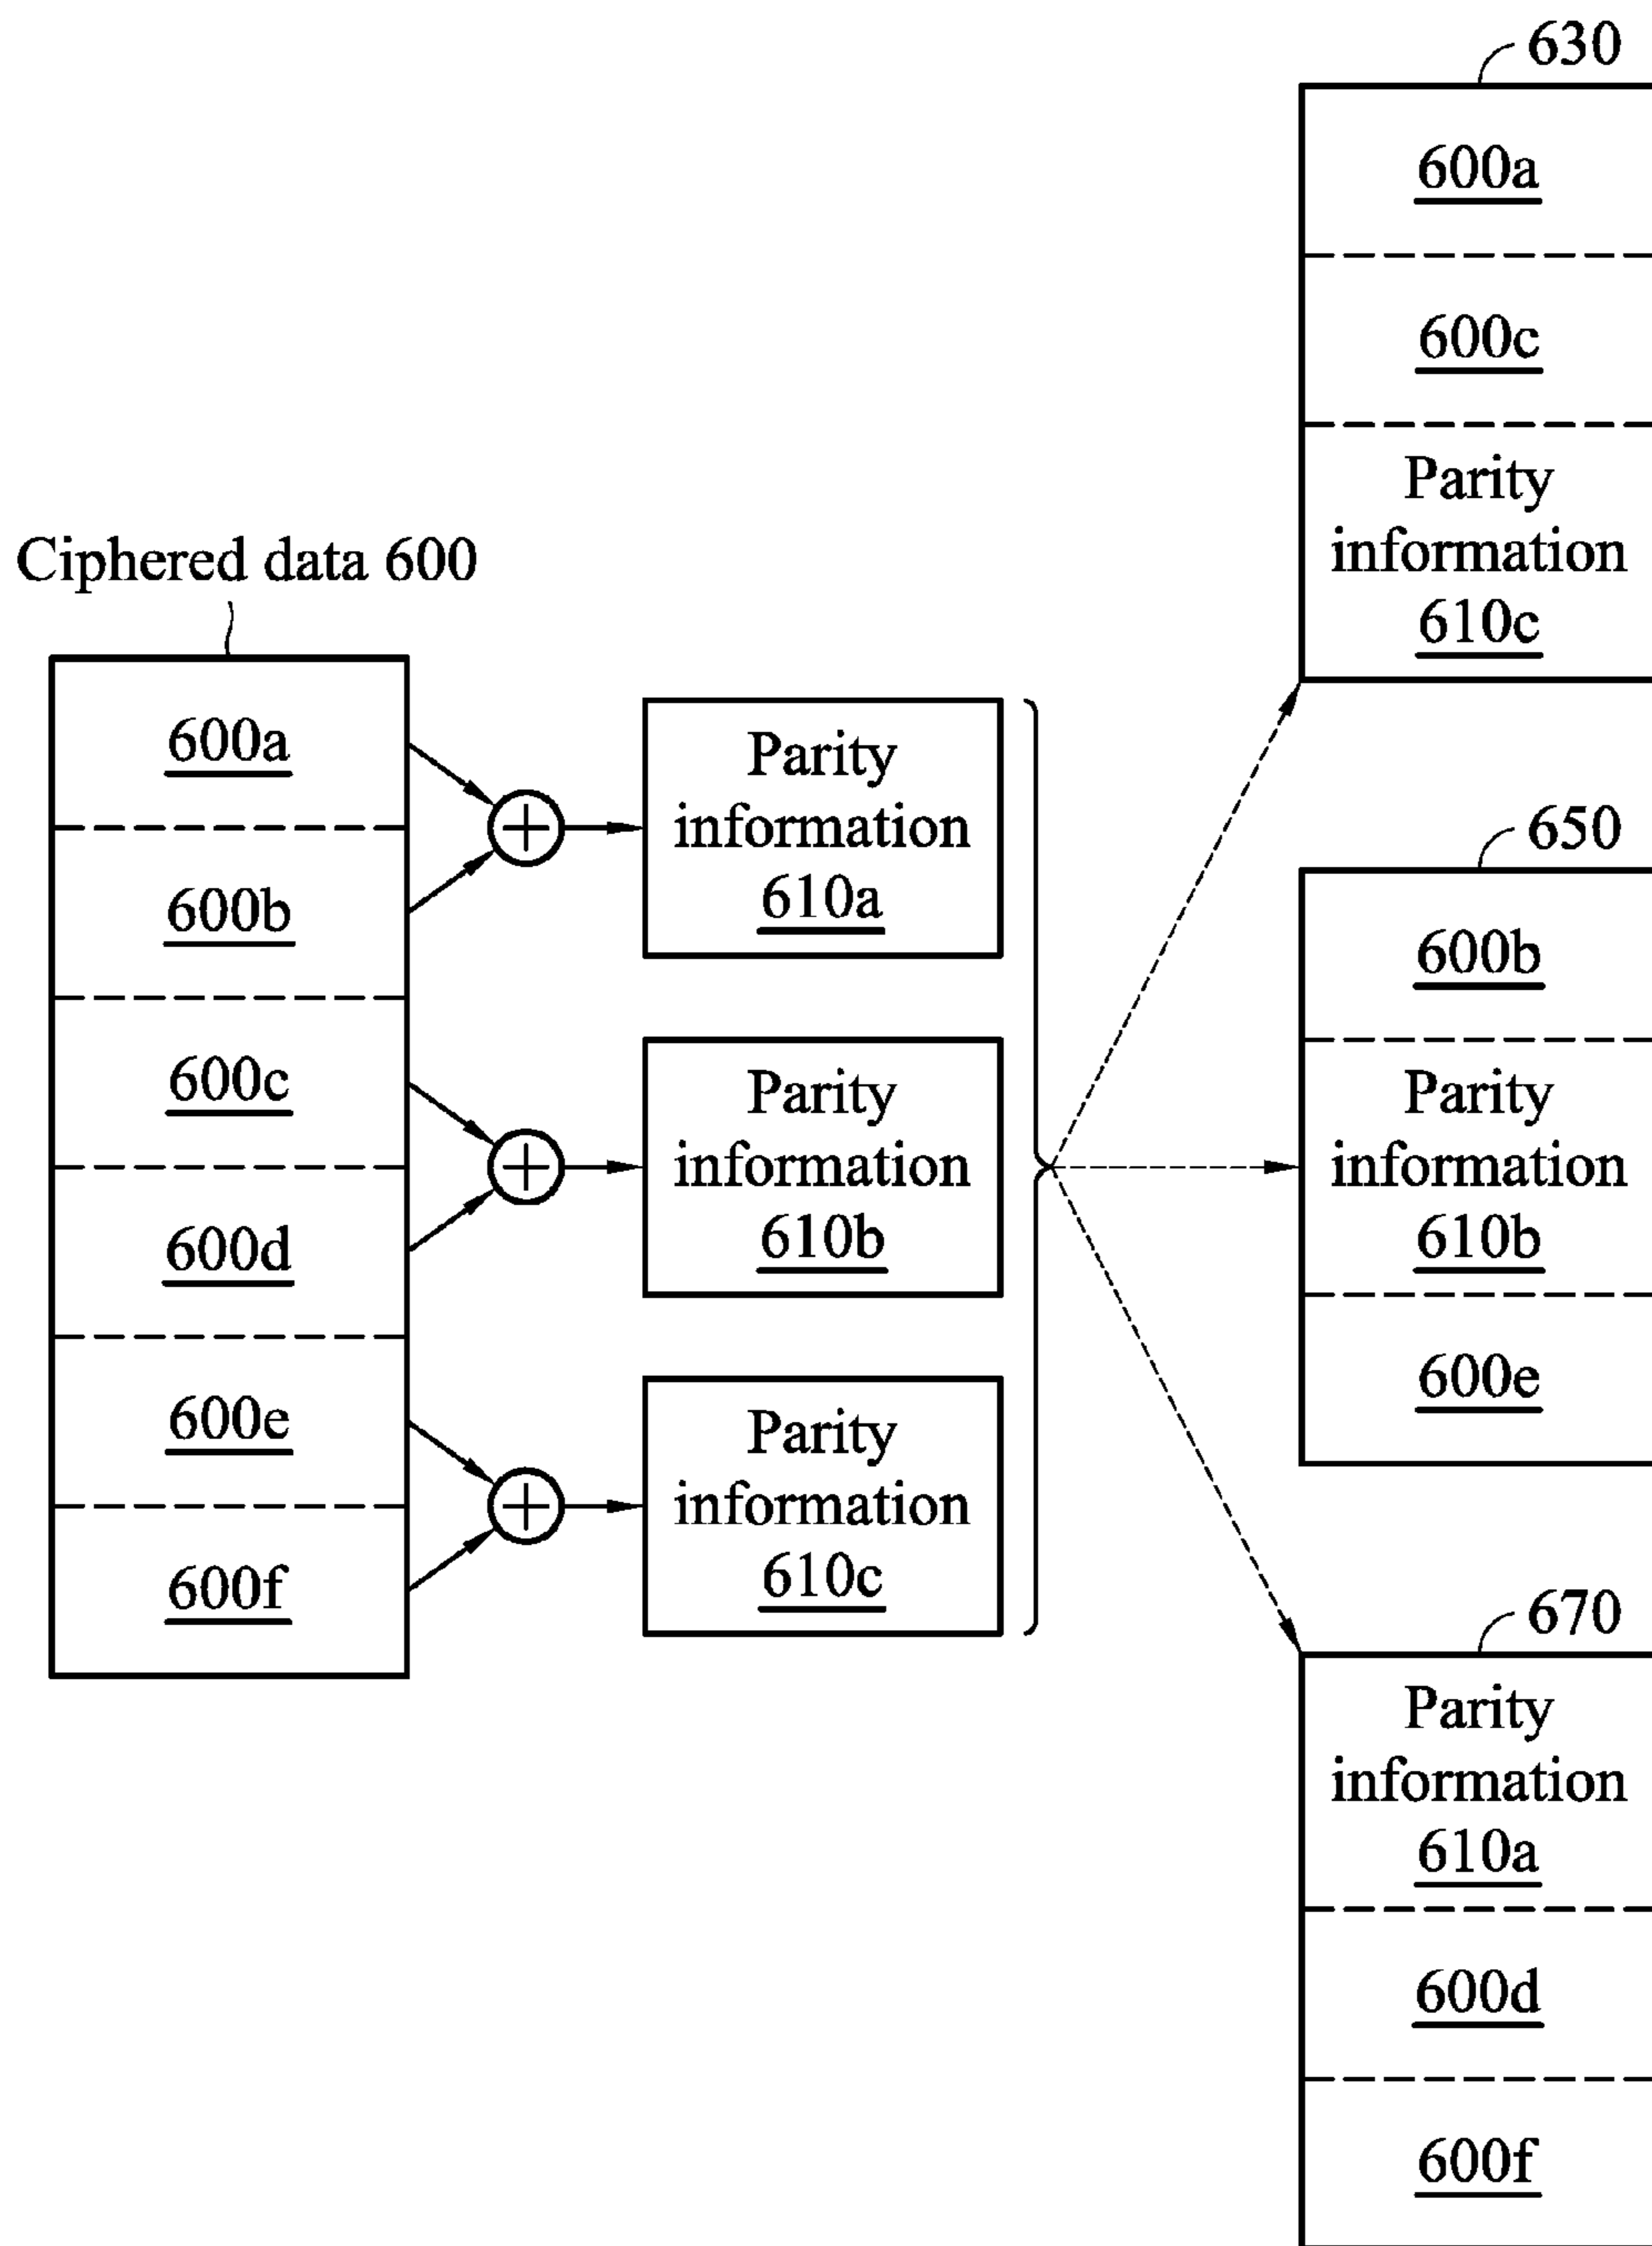 Ciphered data 600
600a
600b
600c
600d
600e
600f
Parity
information
610a
Parity
information
610b
Parity
information
610c
630
600a
600c
Parity
information
610c
650
600b
Parity
information
610b
600e
670
Parity
information
610a
600d
600f